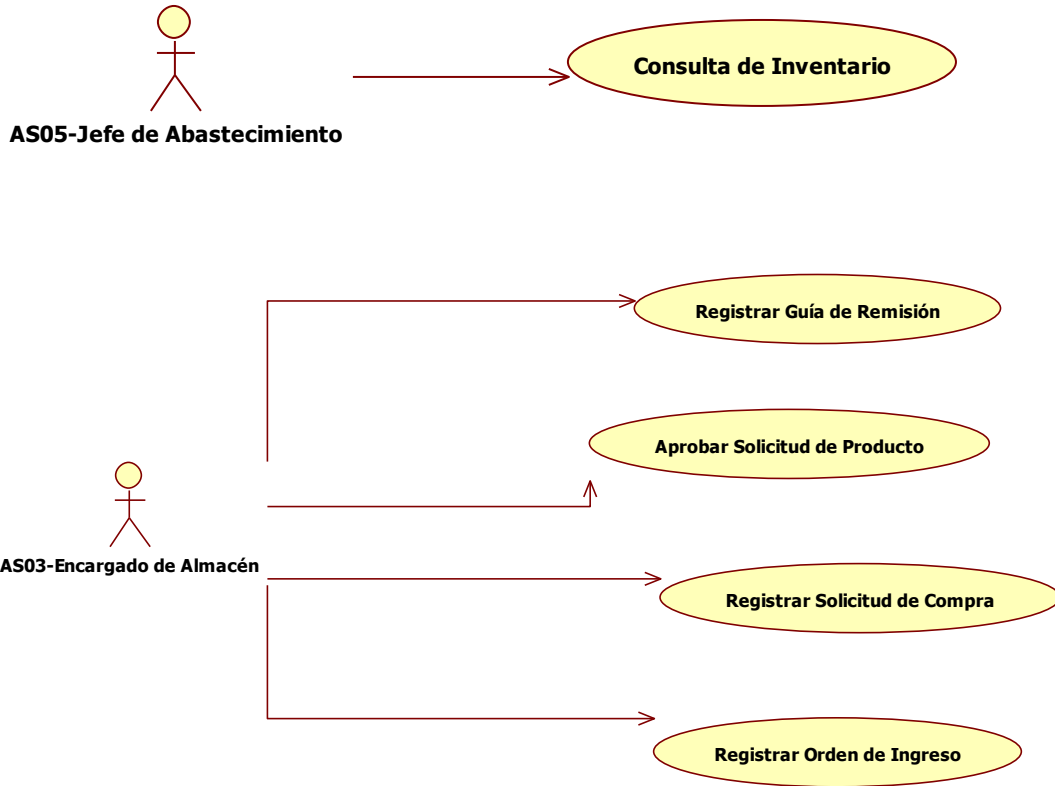 Consulta de Inventario
AS05-Jefe de Abastecimiento
Registrar Guía de Remisión
Aprobar Solicitud de Producto
AS03-Encargado de Almacén
Registrar Solicitud de Compra
Registrar Orden de Ingreso